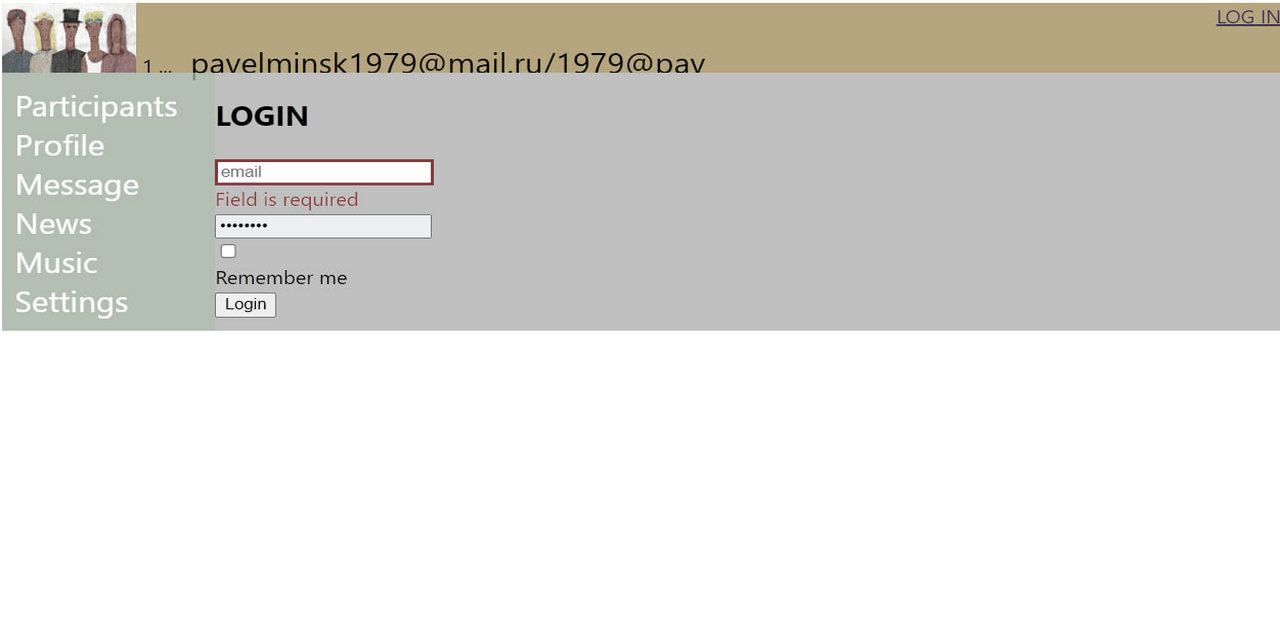 LOG IN
1 ... pavelminsk1979@mail.ru/1979@pav
Participants
Profile
Message
News
Music
Settings
LOGIN
email
Field is required
••••••••
Remember me
Login